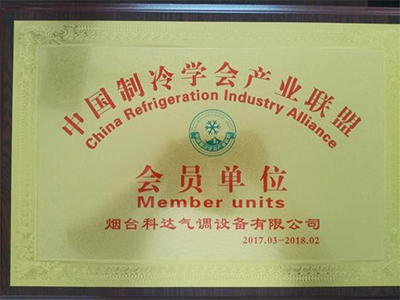 中国制冷学会产业联盟
China Refrigeration Industry Alliance
会员单位
Member units
烟台科达气调设备有限公司
2017.03-2018.02